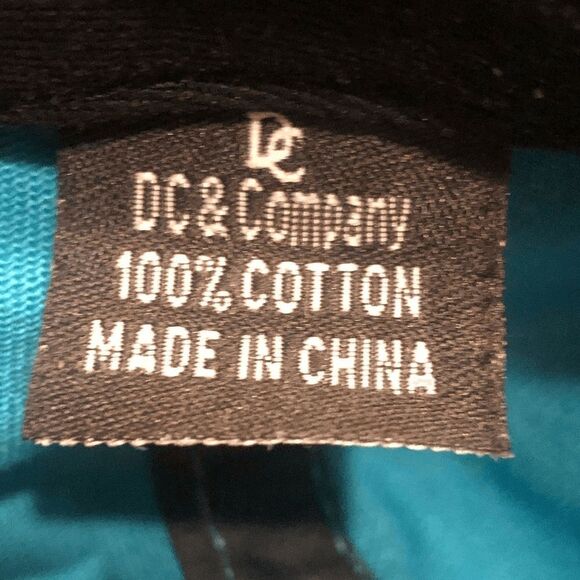 DC
DC & Company
100% COTTON
MADE IN CHINA